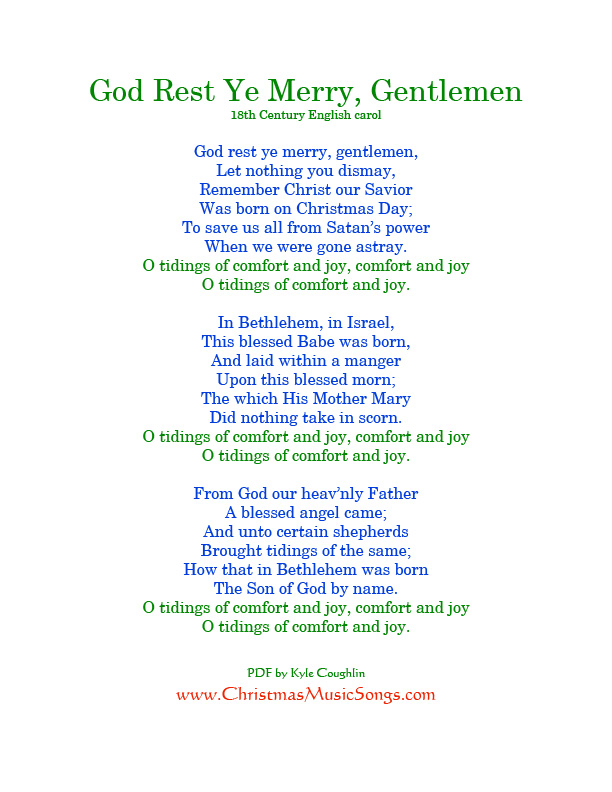 God Rest Ye Merry, Gentlemen
18th Century English carol
God rest ye merry, gentlemen,
Let nothing you dismay,
Remember Christ our Savior
Was born on Christmas Day;
To save us all from Satan’s power
When we were gone astray.
O tidings of comfort and joy, comfort and joy
O tidings of comfort and joy.
In Bethlehem, in Israel,
This blessed Babe was born,
And laid within a manger
Upon this blessed morn;
The which His Mother Mary
Did nothing take in scorn.
O tidings of comfort and joy, comfort and joy
O tidings of comfort and joy.
From God our heav’nly Father
A blessed angel came;
And unto certain shepherds
Brought tidings of the same;
How that in Bethlehem was born
The Son of God by name.
O tidings of comfort and joy, comfort and joy
O tidings of comfort and joy.
PDF by Kyle Coughlin
www.ChristmasMusicSongs.com